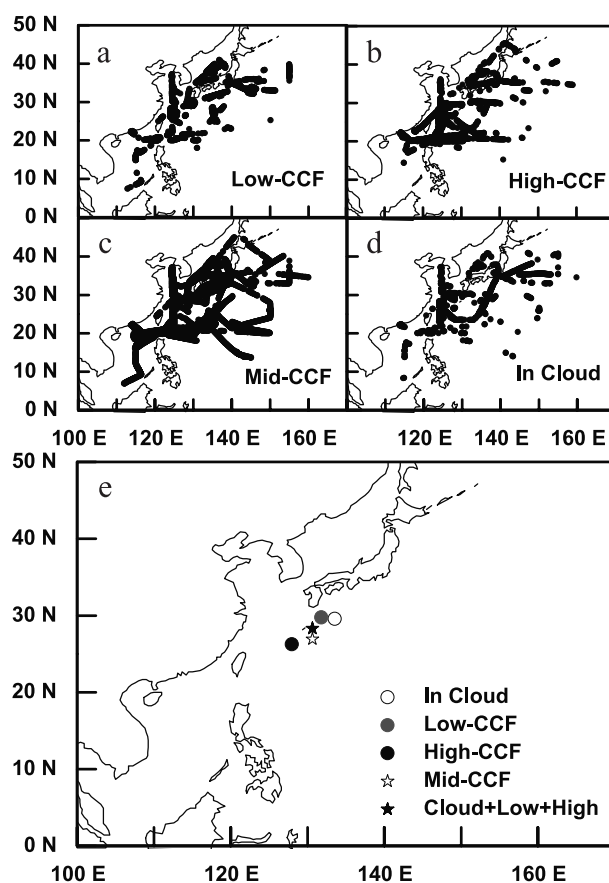 50 N
a
b
40 N
30 N
20 N
10 N
Low-CCF
High-CCF
0 N
c
d
40 N
30 N
20 N
10 N
Mid-CCF
In Cloud
0 N
100 E 120 E 140 E 160 E
120 E 140 E 160 E
50 N
e
40 N
30 N
20 N
In Cloud
Low-CCF
10 N
High-CCF
Mid-CCF
Cloud+Low+High
0 N
100 E 120 E 140 E 160 E